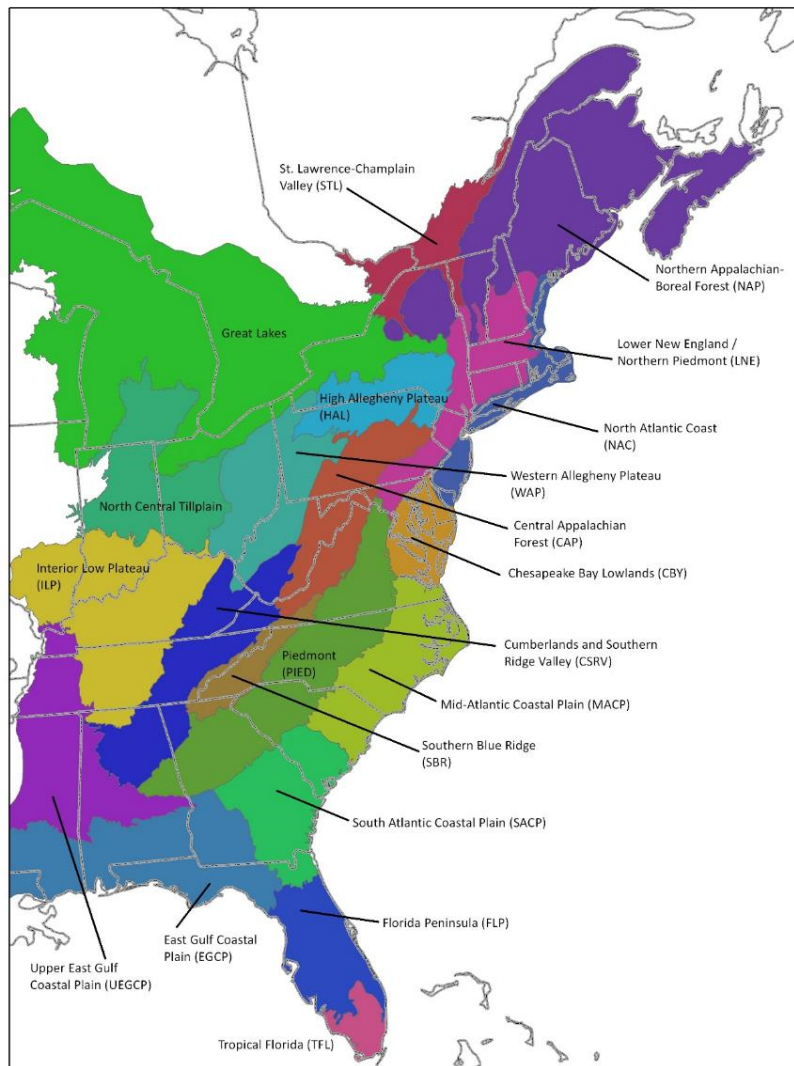 St. Lawrence-Champlain
Valley (STL)
Northern Appalachian-
Boreal Forest (NAP)
Great Lakes
Lower New England /
Northern Piedmont (LNE)
High Allegheny Plateau
(HAL)
North Atlantic Coast
(NAC)
Western Allegheny Plateau
(WAP)
North Central Tillplain
Central Appalachian
Forest (CAP)
Interior Low Plateau
(ILP)
Chesapeake Bay Lowlands (CBY)
Cumberlands and Southern
Ridge Valley (CSRV)
Piedmont
(PIED)
Mid-Atlantic Coastal Plain (MACP)
Southern Blue Ridge
(SBR)
South Atlantic Coastal Plain (SACP)
Florida Peninsula (FLP)
East Gulf Coastal
Plain (EGCP)
Upper East Gulf
Coastal Plain (UEGCP)
Tropical Florida (TFL)